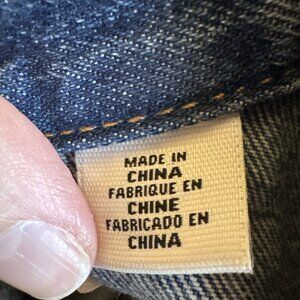 MADE IN
CHINA
FABRIQUE EN
CHINE
FABRICADO EN
CHINA